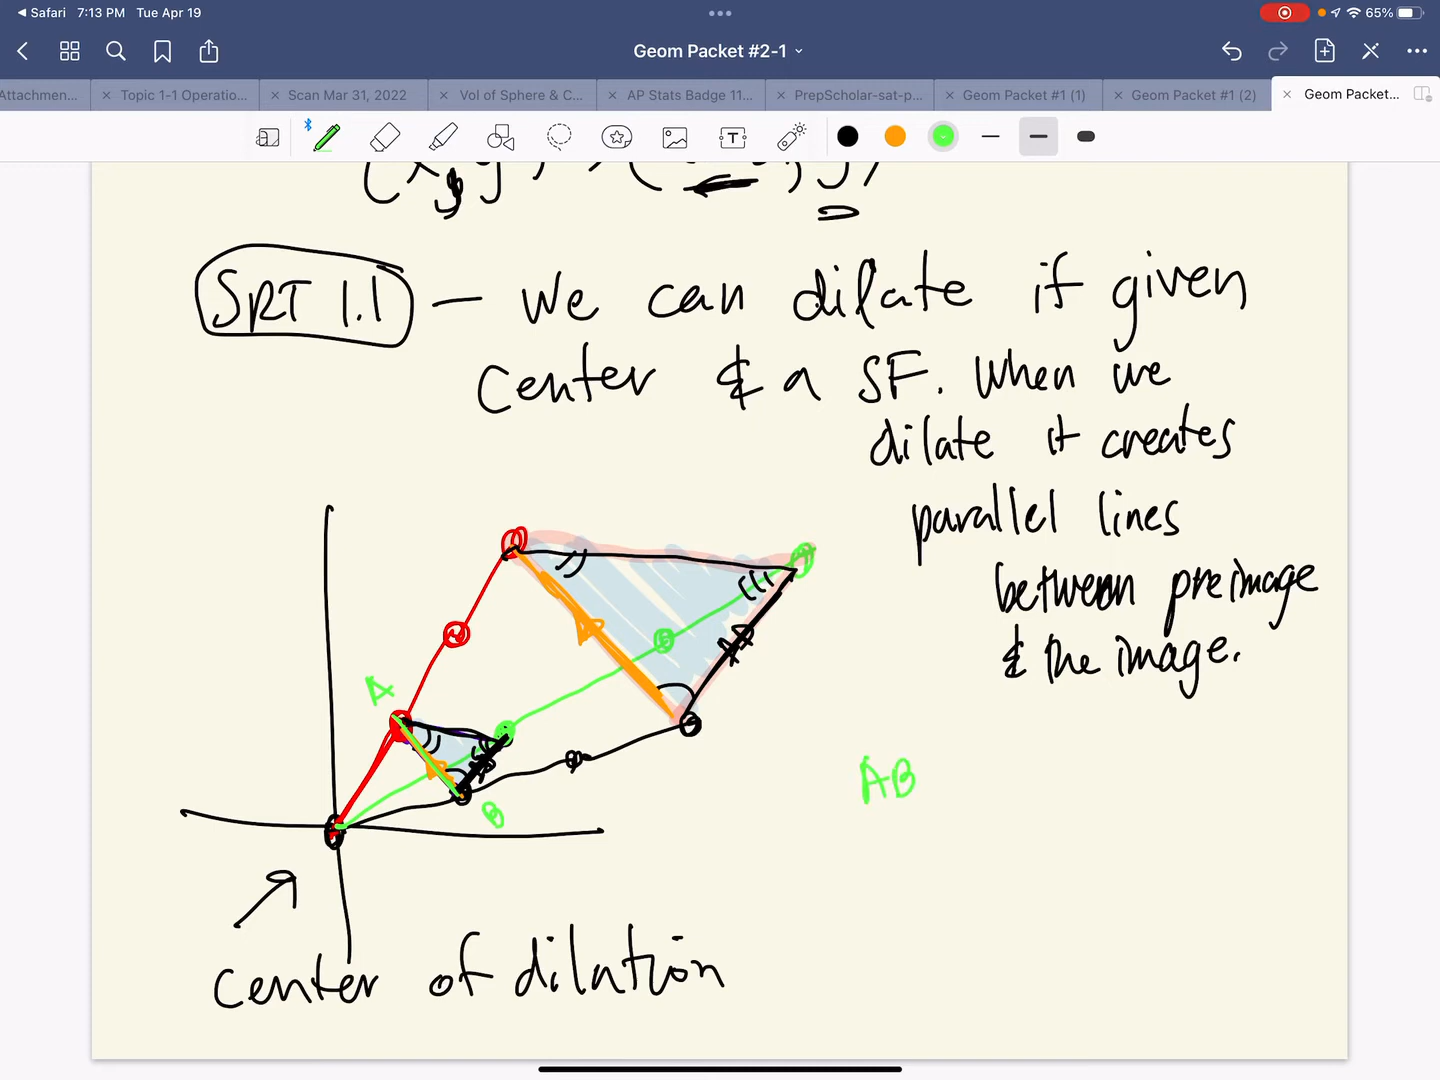 Safari 7:13 PM Tue Apr 19 65%
Geom Packet #2-1
Attachmen... Topic 1-1 Operatio... Scan Mar 31, 2022 Vol of Sphere & C... AP Stats Badge 11... PrepScholar-sat-p... Geom Packet #1 (1) Geom Packet #1 (2) Geom Packet...
SRT 1.1 — We can dilate if given
center & a SF. When we
dilate it creates
parallel lines
between preimage
& the image.
A
B
AB
center of dilation